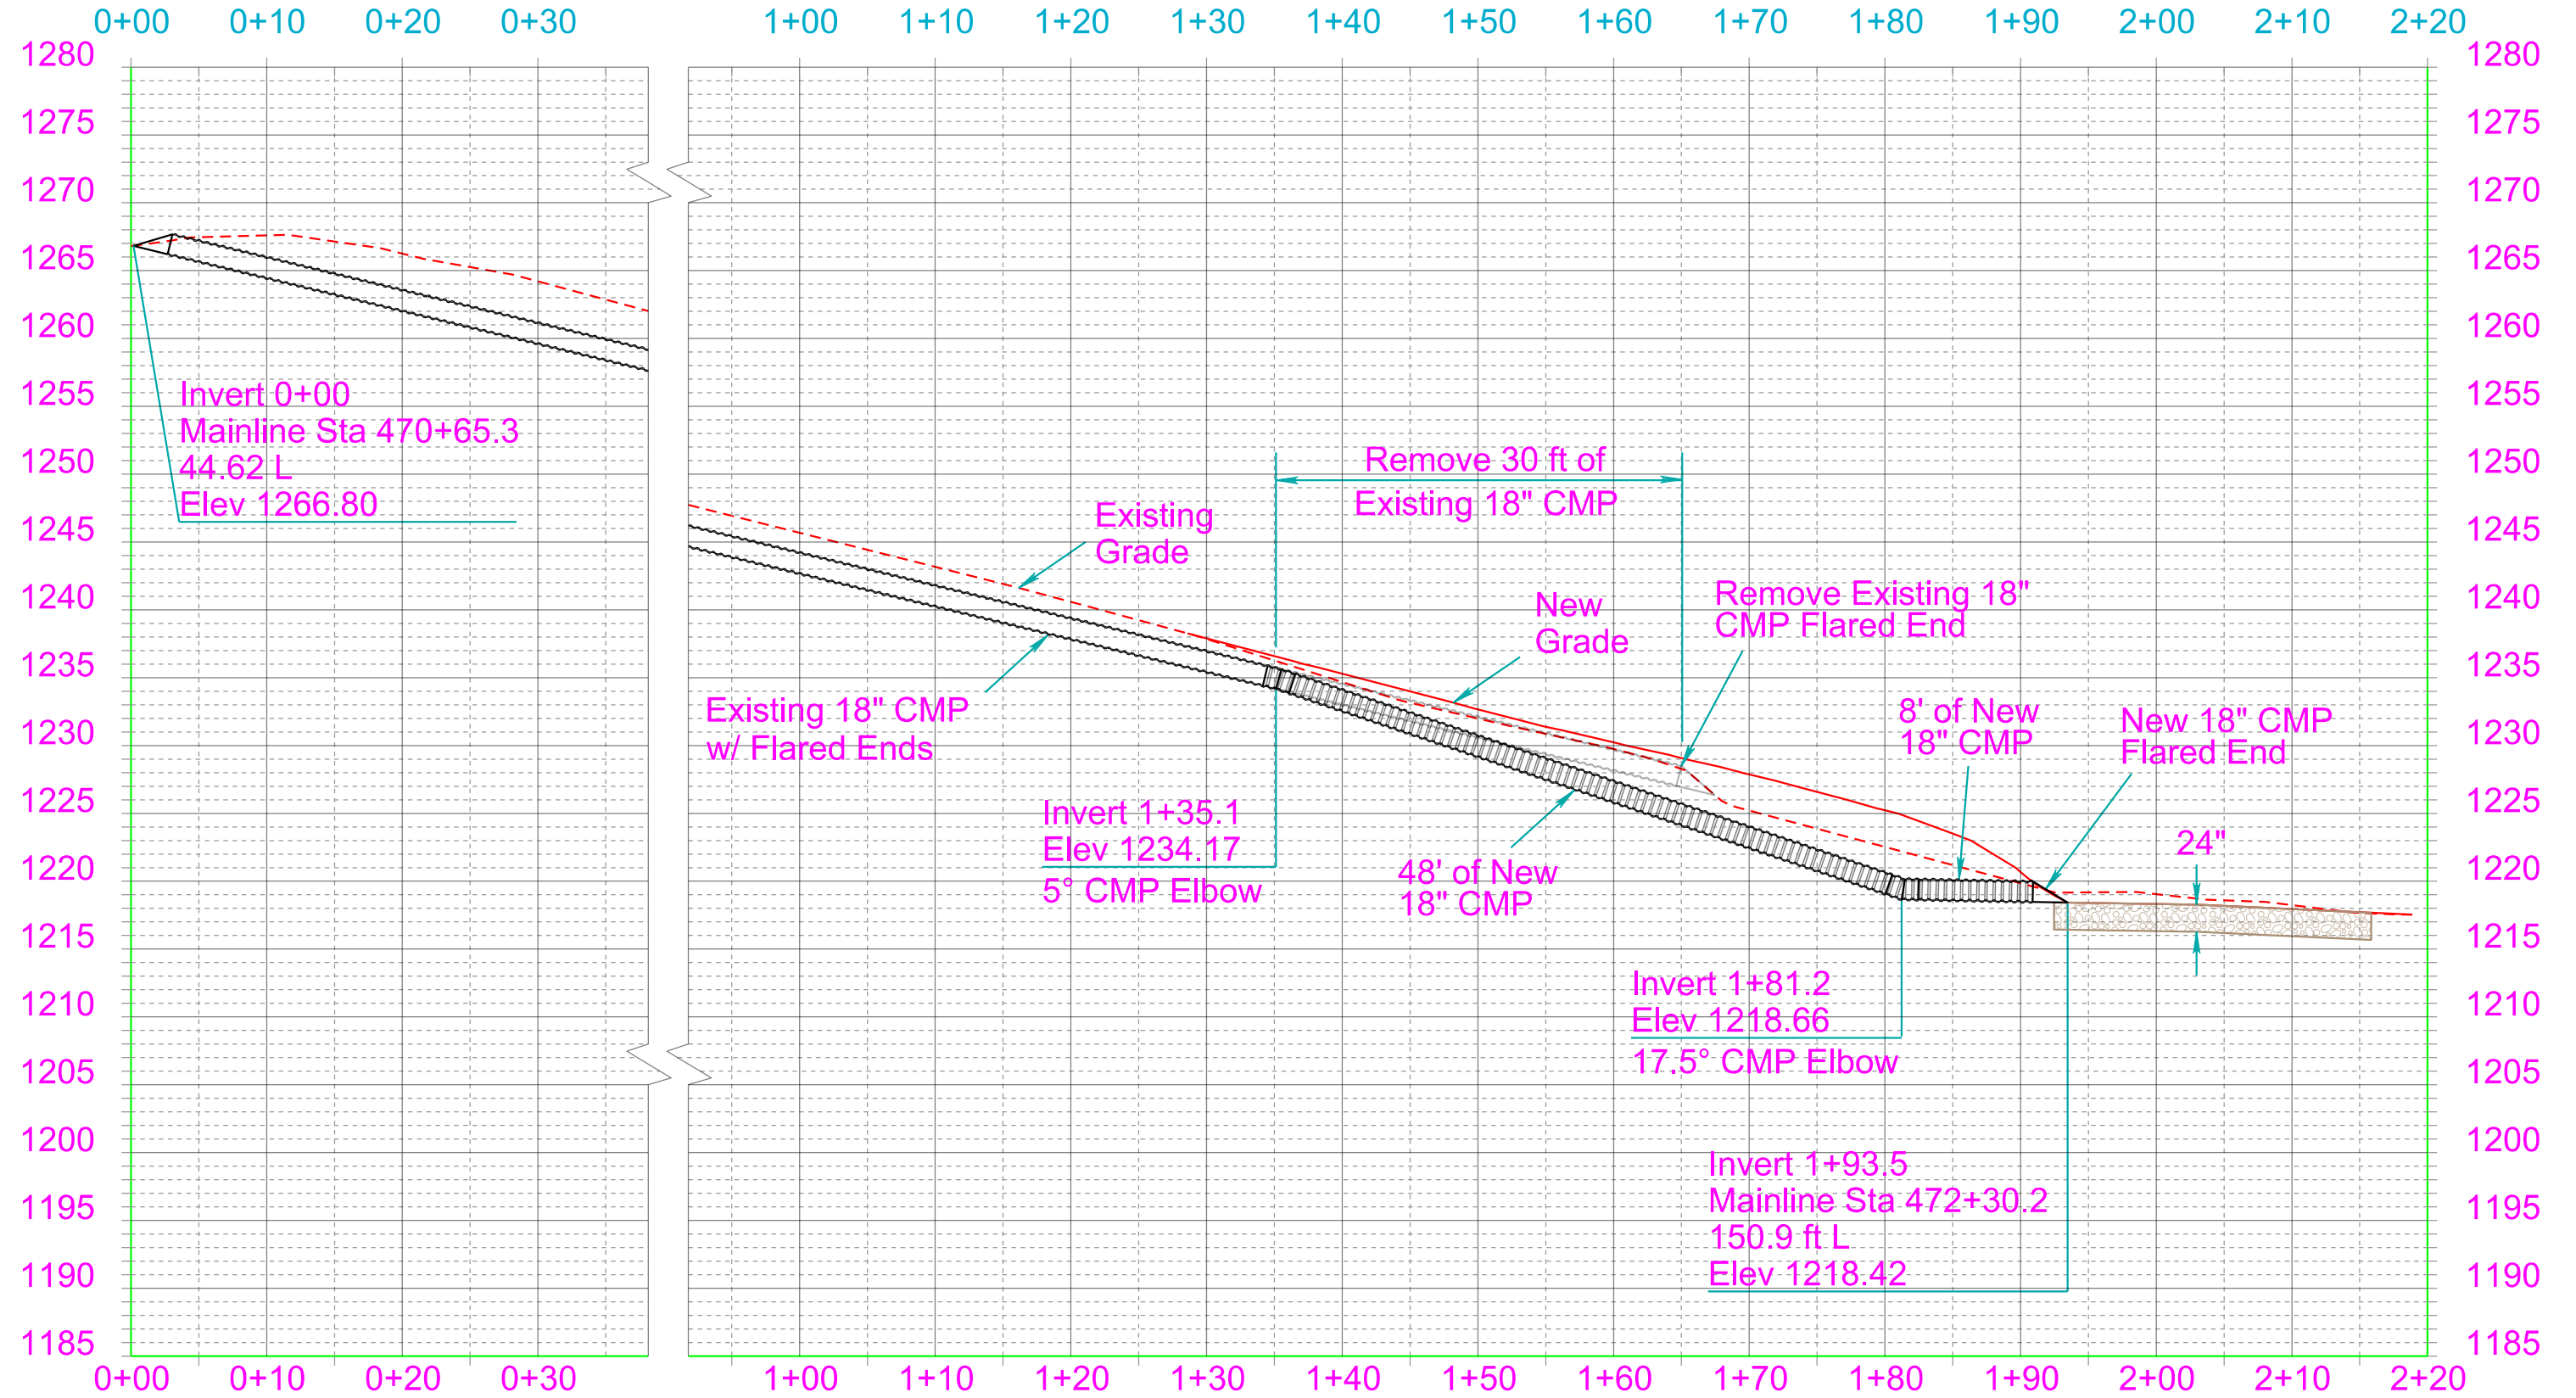 0+00 0+10 0+20 0+30 1+00 1+10 1+20 1+30 1+40 1+50 1+60 1+70 1+80 1+90 2+00 2+10 2+20
1280 1280
1275 1275
1270 1270
1265 1265
1260 1260
1255 1255
1250 1250
1245 1245
1240 1240
1235 1235
1230 1230
1225 1225
1220 1220
1215 1215
1210 1210
1205 1205
1200 1200
1195 1195
1190 1190
1185 1185
Invert 0+00
Mainline Sta 470+65.3
44.62 L
Elev 1266.80
Remove 30 ft of
Existing 18" CMP
Existing
Grade
New
Grade
Remove Existing 18"
CMP Flared End
Existing 18" CMP
w/ Flared Ends
8' of New
18" CMP
New 18" CMP
Flared End
Invert 1+35.1
Elev 1234.17
5° CMP Elbow
48' of New
18" CMP
24"
Invert 1+81.2
Elev 1218.66
17.5° CMP Elbow
Invert 1+93.5
Mainline Sta 472+30.2
150.9 ft L
Elev 1218.42
0+00 0+10 0+20 0+30 1+00 1+10 1+20 1+30 1+40 1+50 1+60 1+70 1+80 1+90 2+00 2+10 2+20